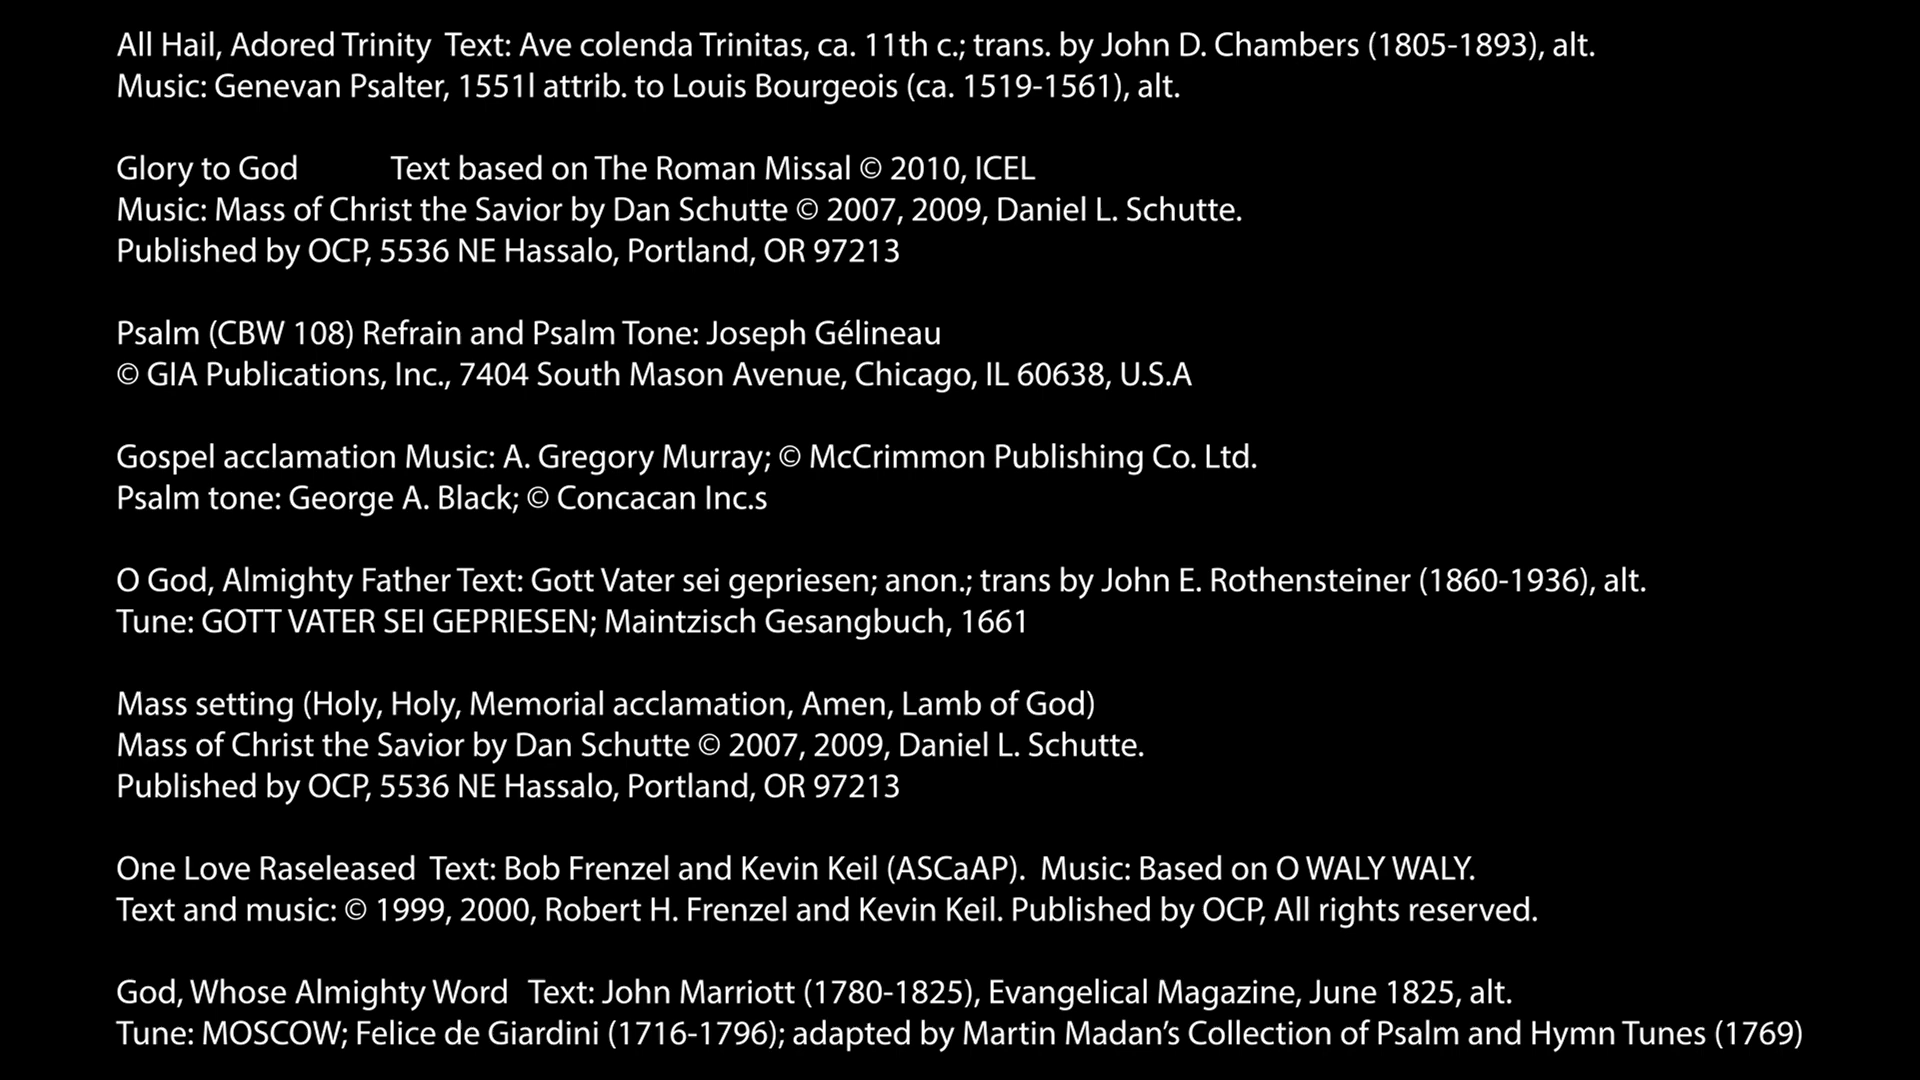 All Hail, Adored Trinity Text: Ave colenda Trinitas, ca. 11th c.; trans. by John D. Chambers (1805-1893), alt.
Music: Genevan Psalter, 1551l attrib. to Louis Bourgeois (ca. 1519-1561), alt.
Glory to God Text based on The Roman Missal © 2010, ICEL
Music: Mass of Christ the Savior by Dan Schutte © 2007, 2009, Daniel L. Schutte.
Published by OCP, 5536 NE Hassalo, Portland, OR 97213
Psalm (CBW 108) Refrain and Psalm Tone: Joseph Gélineau
© GIA Publications, Inc., 7404 South Mason Avenue, Chicago, IL 60638, U.S.A
Gospel acclamation Music: A. Gregory Murray; © McCrimmon Publishing Co. Ltd.
Psalm tone: George A. Black; © Concacan Inc.s
O God, Almighty Father Text: Gott Vater sei gepriesen; anon.; trans by John E. Rothensteiner (1860-1936), alt.
Tune: GOTT VATER SEI GEPRIESEN; Maintzisch Gesangbuch, 1661
Mass setting (Holy, Holy, Memorial acclamation, Amen, Lamb of God)
Mass of Christ the Savior by Dan Schutte © 2007, 2009, Daniel L. Schutte.
Published by OCP, 5536 NE Hassalo, Portland, OR 97213
One Love Raseleased Text: Bob Frenzel and Kevin Keil (ASCaAP). Music: Based on O WALY WALY.
Text and music: © 1999, 2000, Robert H. Frenzel and Kevin Keil. Published by OCP, All rights reserved.
God, Whose Almighty Word Text: John Marriott (1780-1825), Evangelical Magazine, June 1825, alt.
Tune: MOSCOW; Felice de Giardini (1716-1796); adapted by Martin Madan’s Collection of Psalm and Hymn Tunes (1769)